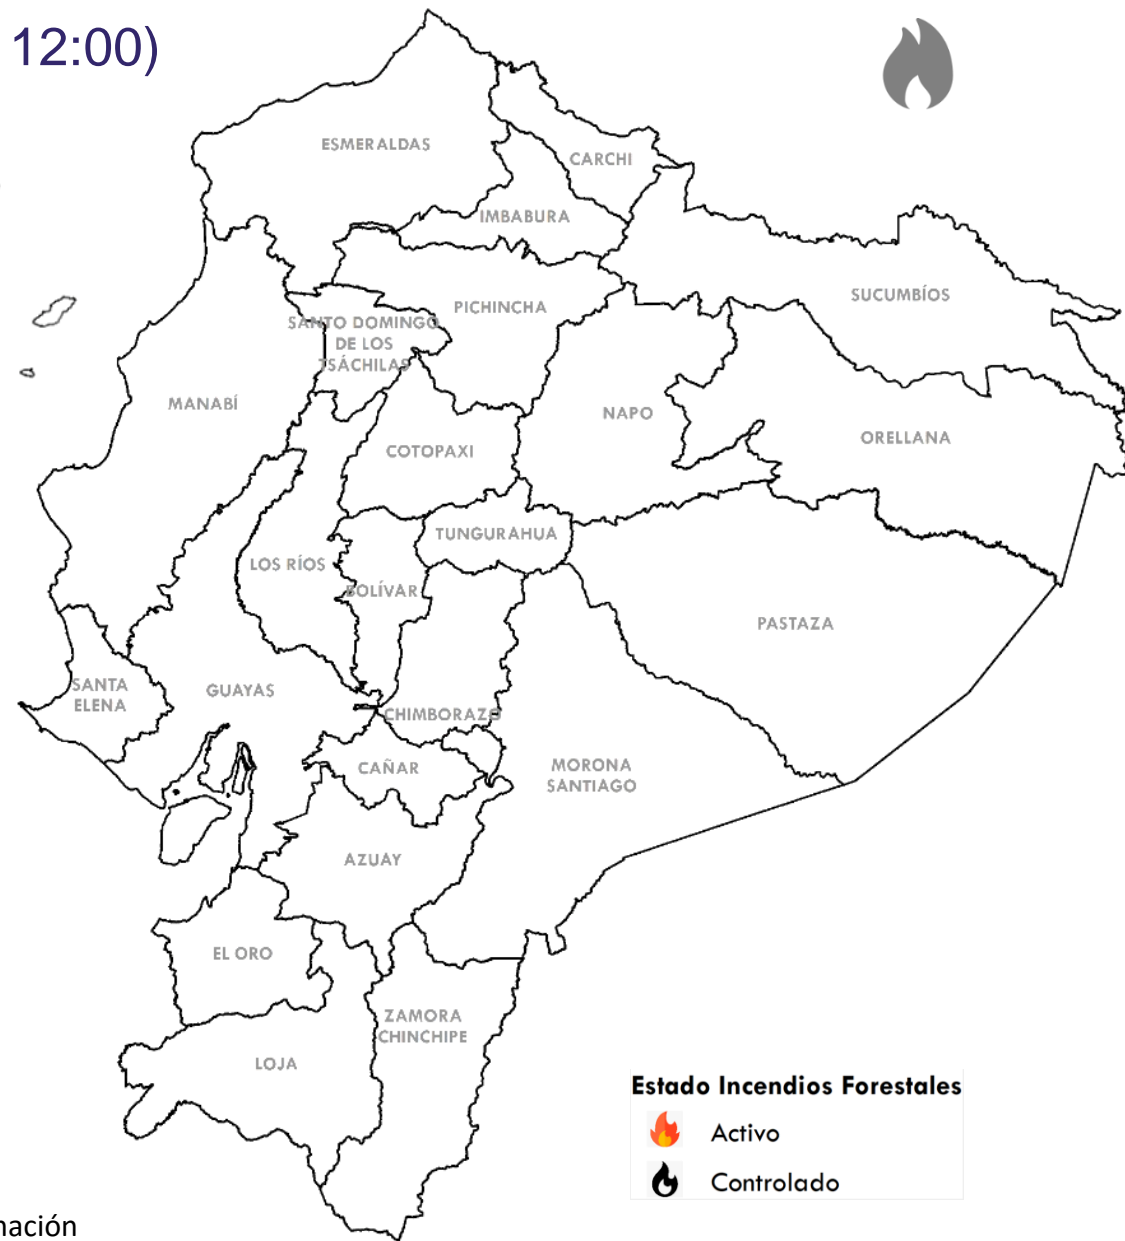 12:00)
ESMERALDAS
CARCHI
IMBABURA
SUCUMBÍOS
PICHINCHA
SANTO DOMINGO
DE LOS
TSÁCHILAS
MANABÍ
NAPO
ORELLANA
COTOPAXI
TUNGURAHUA
LOS RÍOS
BOLÍVAR
PASTAZA
SANTA
ELENA
GUAYAS
CHIMBORAZO
CAÑAR
MORONA
SANTIAGO
AZUAY
EL ORO
ZAMORA
CHINCHIPE
LOJA
Estado Incendios Forestales
Activo
Controlado